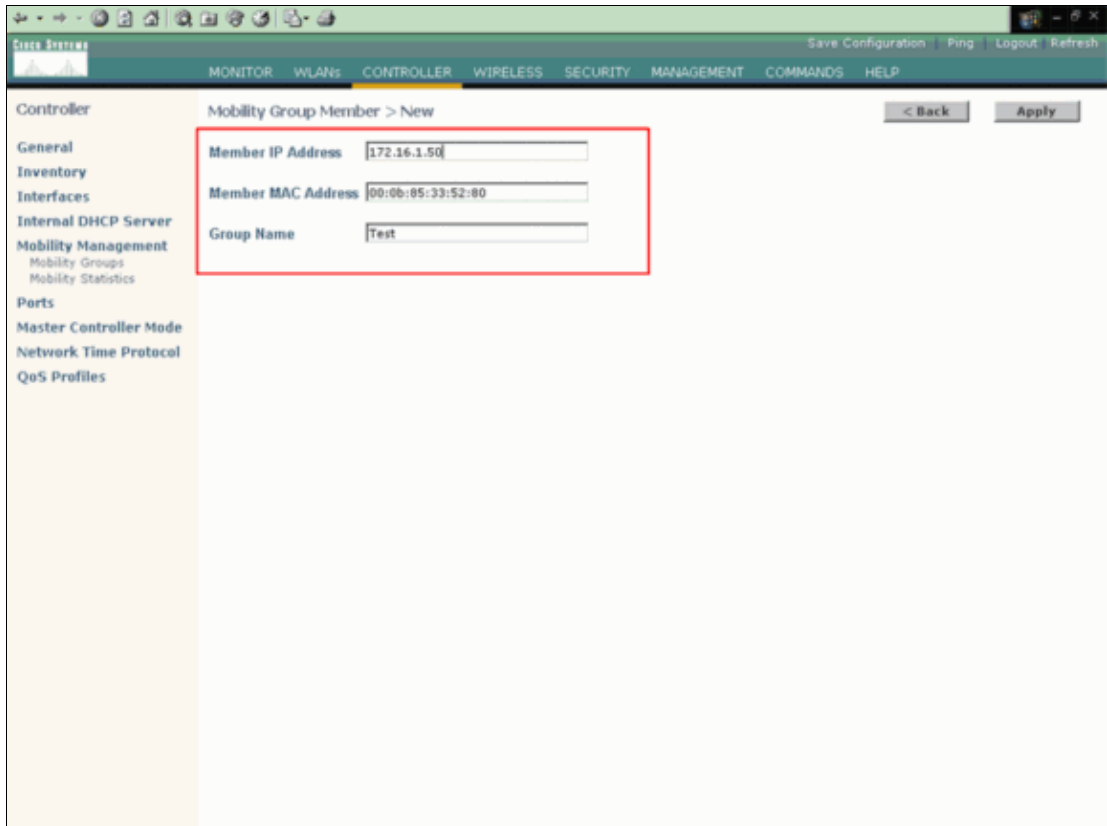 Save Configuration | Ping | Logout | Refresh
CISCO SYSTEMS
MONITOR WLANs CONTROLLER WIRELESS SECURITY MANAGEMENT COMMANDS HELP
Controller
General
Inventory
Interfaces
Internal DHCP Server
Mobility Management
Mobility Groups
Mobility Statistics
Ports
Master Controller Mode
Network Time Protocol
QoS Profiles
Mobility Group Member > New
< Back Apply
Member IP Address 172.16.1.50
Member MAC Address 00:0b:85:33:52:80
Group Name Test